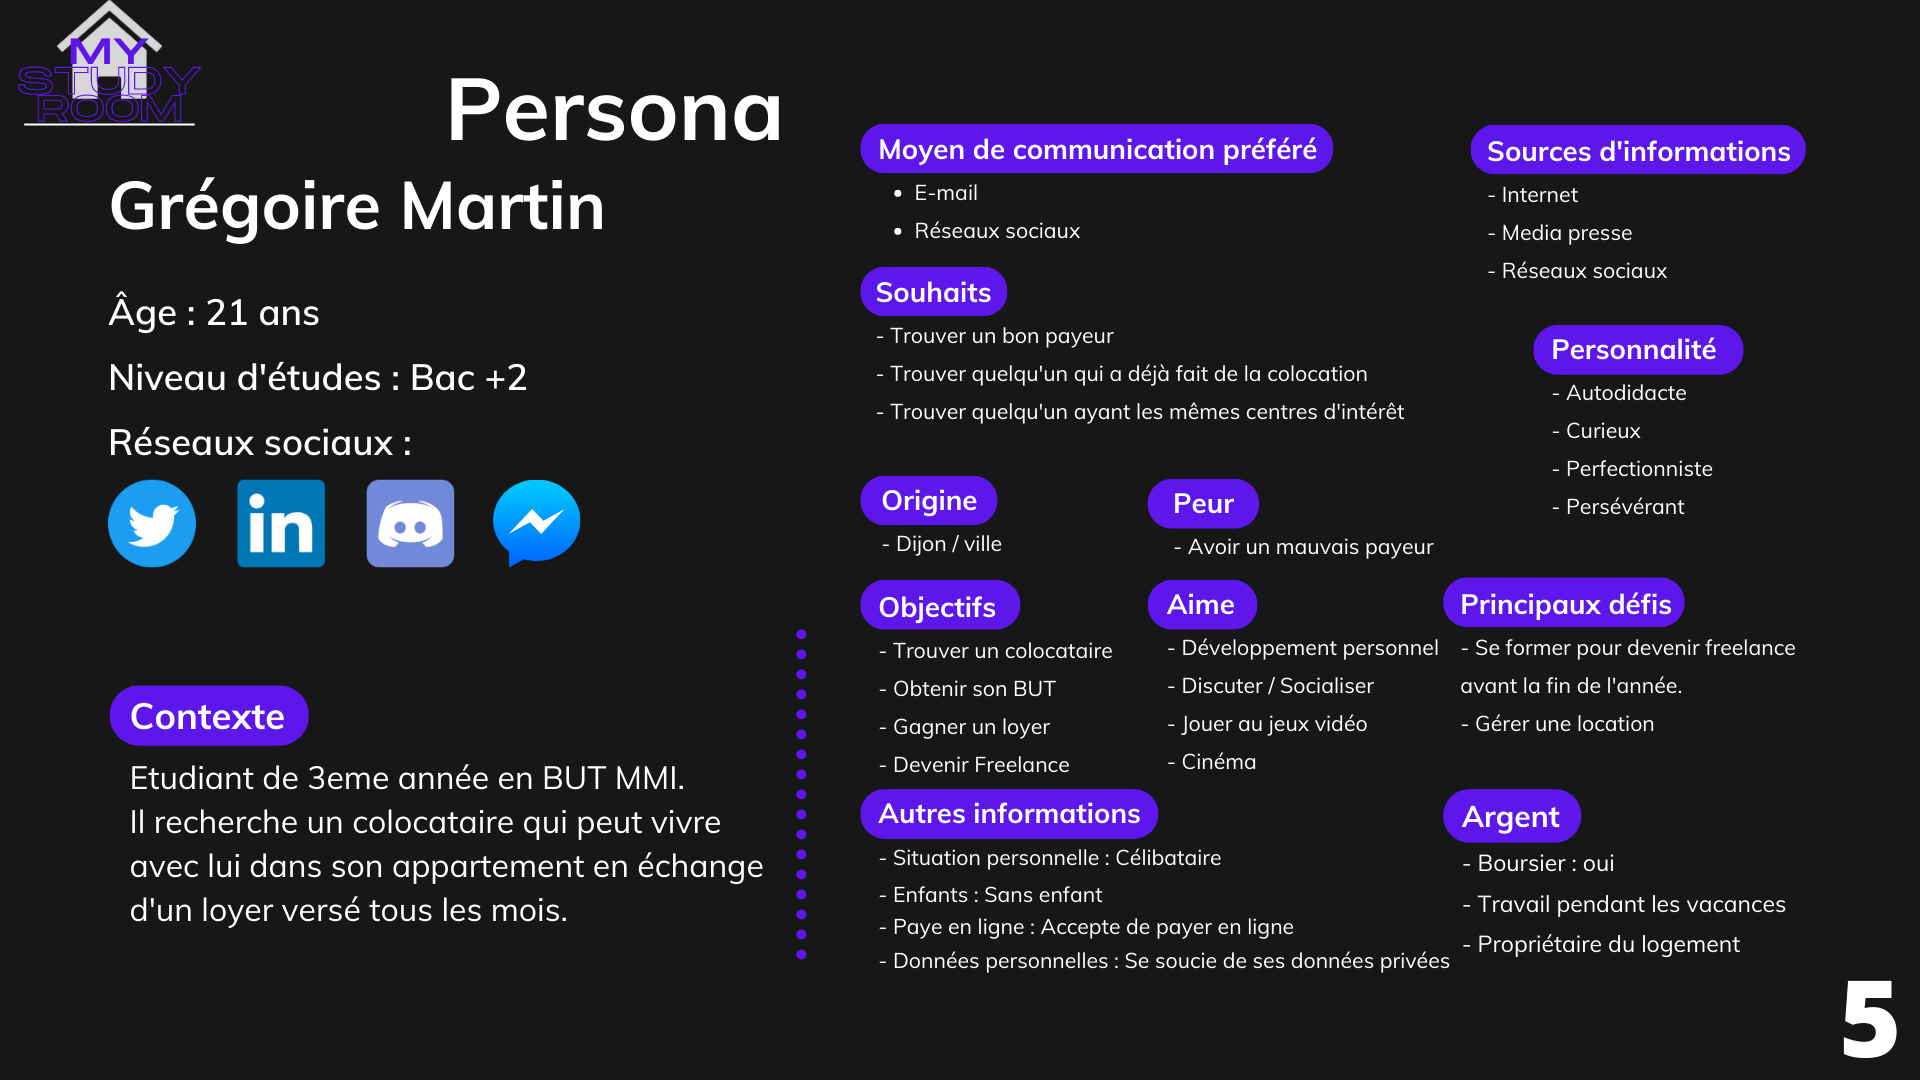 MY
STUDY
ROOM
Persona
Grégoire Martin
Âge : 21 ans
Niveau d'études : Bac +2
Réseaux sociaux :
in
Contexte
Etudiant de 3eme année en BUT MMI.
Il recherche un colocataire qui peut vivre
avec lui dans son appartement en échange
d'un loyer versé tous les mois.
Moyen de communication préféré
• E-mail
• Réseaux sociaux
Souhaits
- Trouver un bon payeur
- Trouver quelqu'un qui a déjà fait de la colocation
- Trouver quelqu'un ayant les mêmes centres d'intérêt
Sources d'informations
- Internet
- Media presse
- Réseaux sociaux
Personnalité
- Autodidacte
- Curieux
- Perfectionniste
- Persévérant
Origine
- Dijon / ville
Peur
- Avoir un mauvais payeur
Objectifs
- Trouver un colocataire
- Obtenir son BUT
- Gagner un loyer
- Devenir Freelance
Aime
- Développement personnel
- Discuter / Socialiser
- Jouer au jeux vidéo
- Cinéma
Principaux défis
- Se former pour devenir freelance
avant la fin de l'année.
- Gérer une location
Autres informations
- Situation personnelle : Célibataire
- Enfants : Sans enfant
- Paye en ligne : Accepte de payer en ligne
- Données personnelles : Se soucie de ses données privées
Argent
- Boursier : oui
- Travail pendant les vacances
- Propriétaire du logement
5